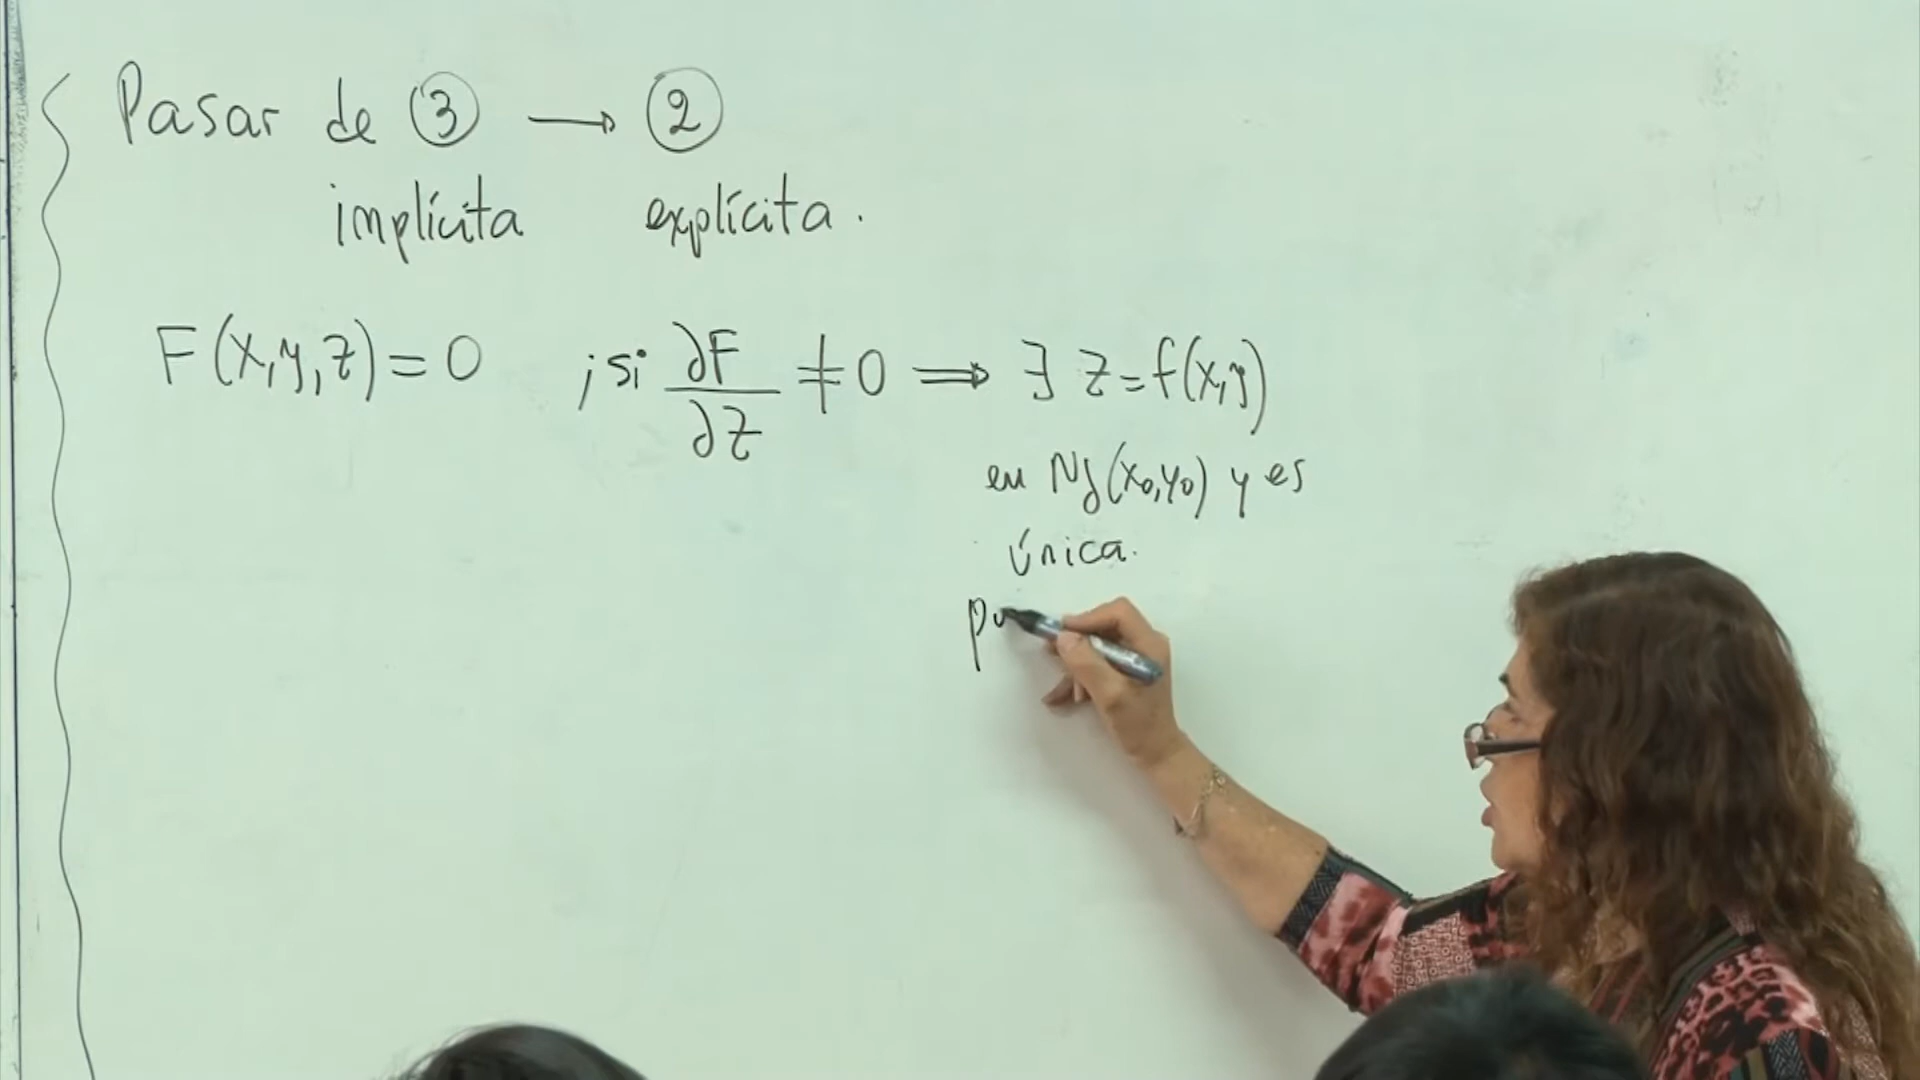 Pasar de ③ → ②
implícita explícita.
F(x,y,z)=0 ; si ∂F/∂z ≠ 0 ⟹ ∃ z=f(x,y)
en Nδ(x₀,y₀) y es
única.